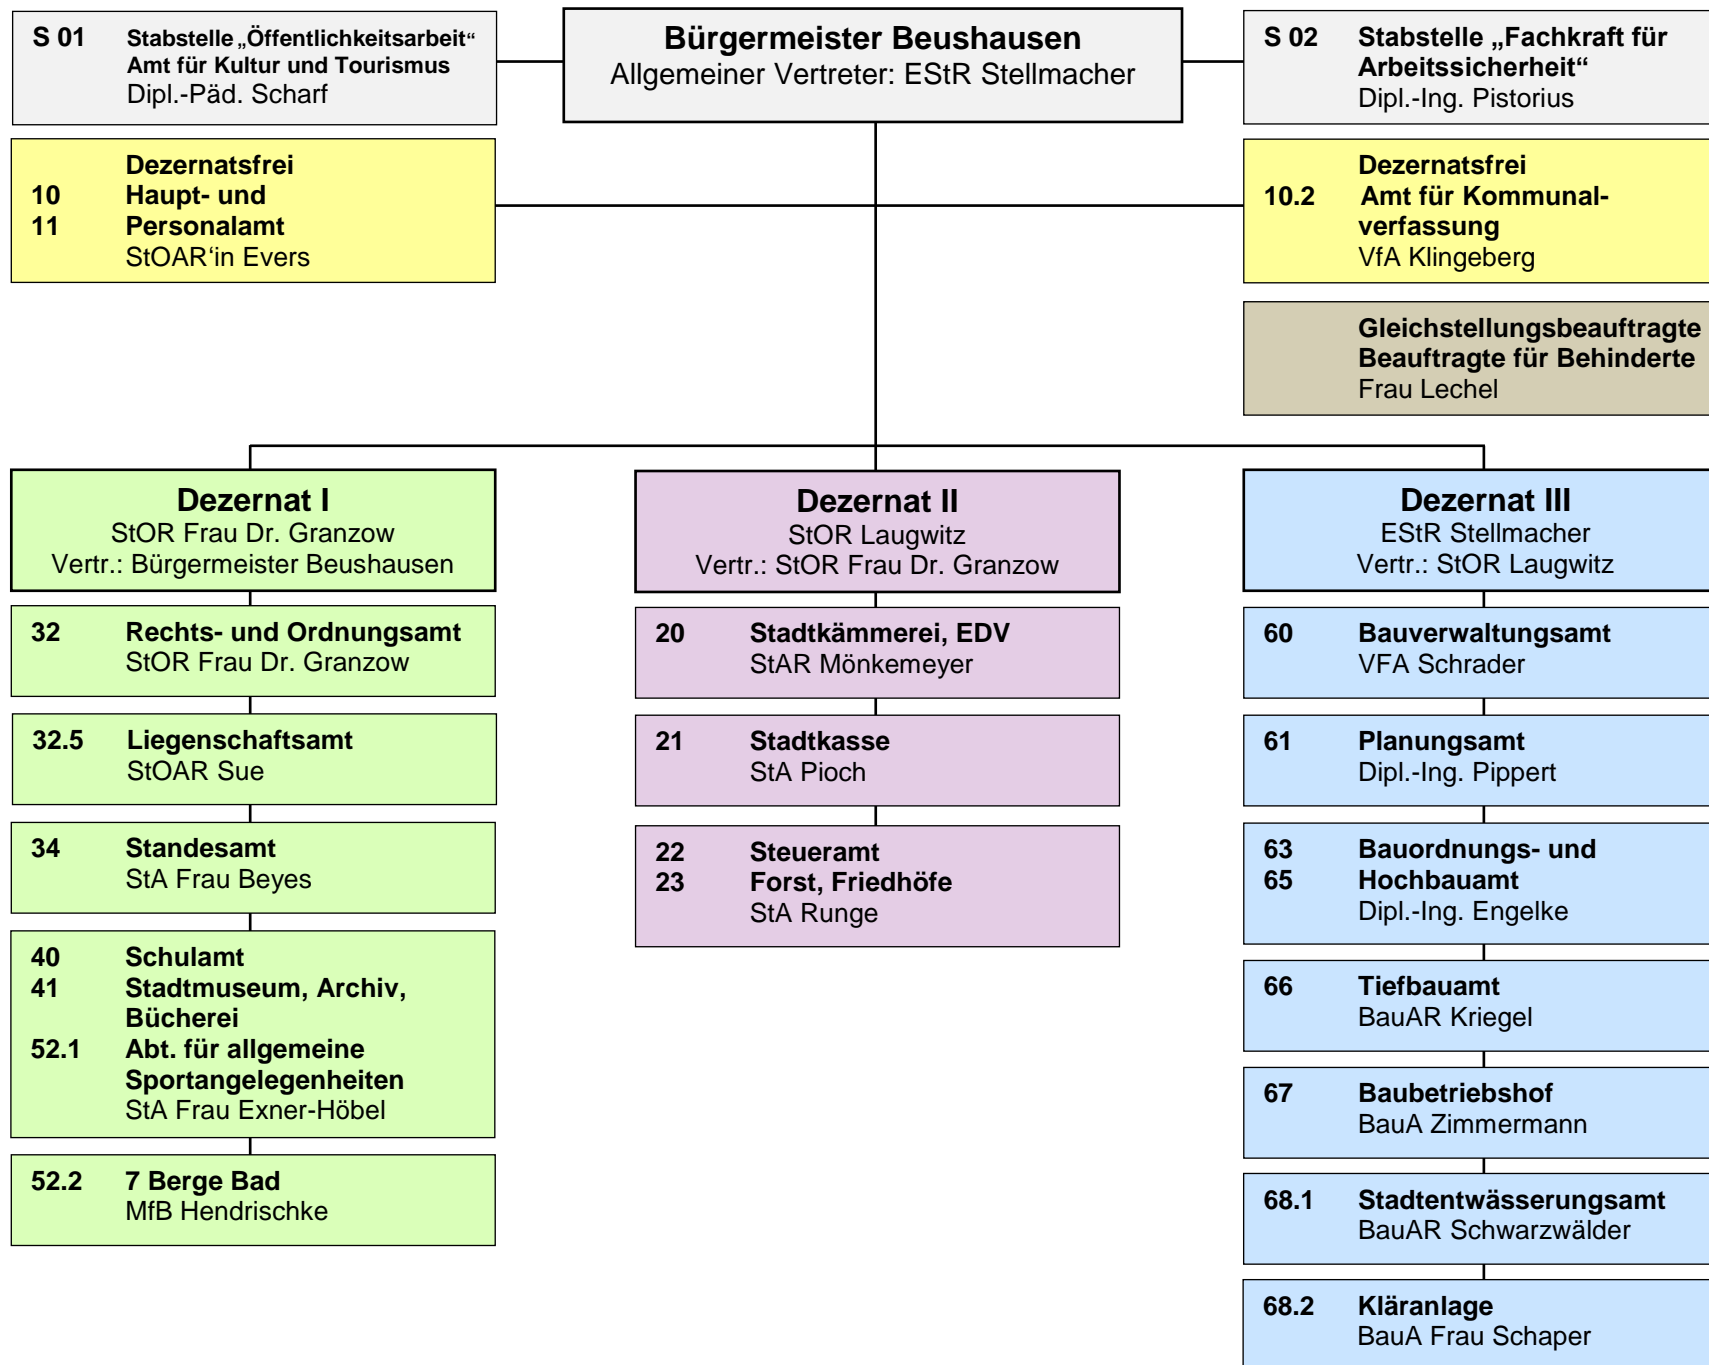 S 01 Stabstelle „Öffentlichkeitsarbeit“
Amt für Kultur und Tourismus
Dipl.-Päd. Scharf
Bürgermeister Beushausen
Allgemeiner Vertreter: EStR Stellmacher
S 02 Stabstelle „Fachkraft für
Arbeitssicherheit“
Dipl.-Ing. Pistorius
Dezernatsfrei
10 Haupt- und
11 Personalamt
StOAR‘in Evers
Dezernatsfrei
10.2 Amt für Kommunal-
verfassung
VfA Klingeberg
Gleichstellungsbeauftragte
Beauftragte für Behinderte
Frau Lechel
Dezernat I
StOR Frau Dr. Granzow
Vertr.: Bürgermeister Beushausen
32 Rechts- und Ordnungsamt
StOR Frau Dr. Granzow
32.5 Liegenschaftsamt
StOAR Sue
34 Standesamt
StA Frau Beyes
40 Schulamt
41 Stadtmuseum, Archiv,
Bücherei
52.1 Abt. für allgemeine
Sportangelegenheiten
StA Frau Exner-Höbel
52.2 7 Berge Bad
MfB Hendrischke
Dezernat II
StOR Laugwitz
Vertr.: StOR Frau Dr. Granzow
20 Stadtkämmerei, EDV
StAR Mönkemeyer
21 Stadtkasse
StA Pioch
22 Steueramt
23 Forst, Friedhöfe
StA Runge
Dezernat III
EStR Stellmacher
Vertr.: StOR Laugwitz
60 Bauverwaltungsamt
VFA Schrader
61 Planungsamt
Dipl.-Ing. Pippert
63 Bauordnungs- und
65 Hochbauamt
Dipl.-Ing. Engelke
66 Tiefbauamt
BauAR Kriegel
67 Baubetriebshof
BauA Zimmermann
68.1 Stadtentwässerungsamt
BauAR Schwarzwälder
68.2 Kläranlage
BauA Frau Schaper